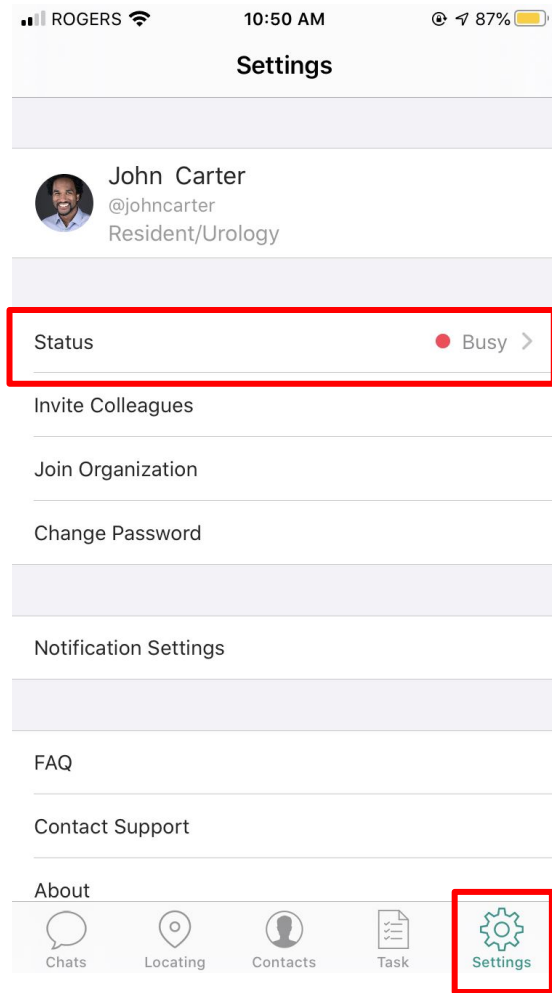 ROGERS 10:50 AM 87%
Settings
John Carter
@johncarter
Resident/Urology
Status Busy
Invite Colleagues
Join Organization
Change Password
Notification Settings
FAQ
Contact Support
About
Chats Locating Contacts Task Settings